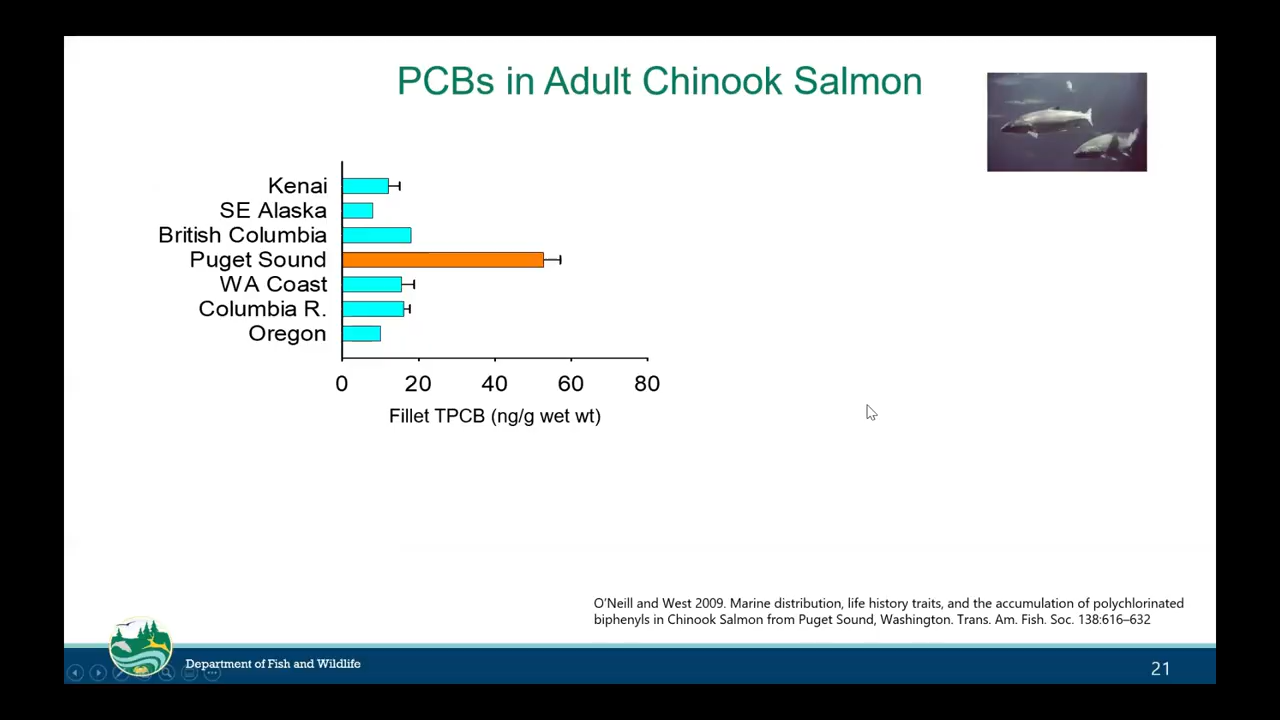 PCBs in Adult Chinook Salmon
Kenai
SE Alaska
British Columbia
Puget Sound
WA Coast
Columbia R.
Oregon
0 20 40 60 80
Fillet TPCB (ng/g wet wt)
O’Neill and West 2009. Marine distribution, life history traits, and the accumulation of polychlorinated
biphenyls in Chinook Salmon from Puget Sound, Washington. Trans. Am. Fish. Soc. 138:616–632
Department of Fish and Wildlife
21